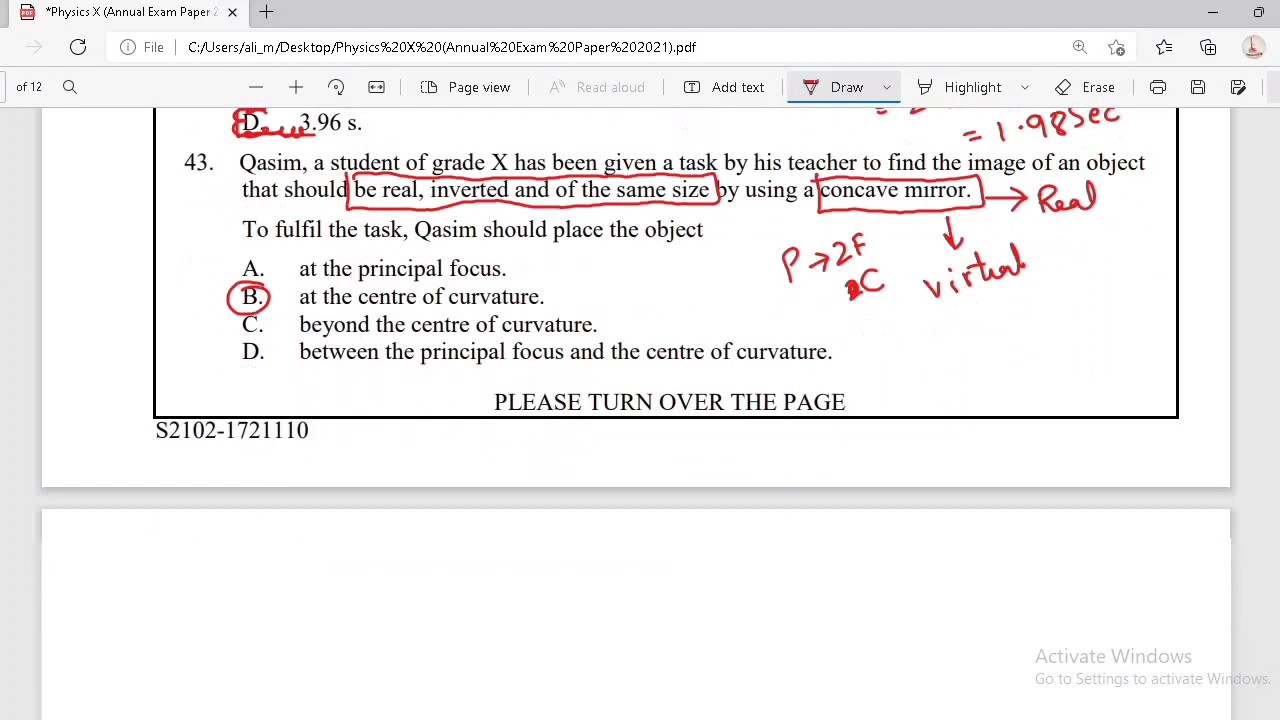 *Physics X (Annual Exam Paper 2
File C:/Users/ali_m/Desktop/Physics%20X%20(Annual%20Exam%20Paper%202021).pdf
of 12 Page view Read aloud Add text Draw Highlight Erase
D. 3.96 s.
= 1.98 sec
43. Qasim, a student of grade X has been given a task by his teacher to find the image of an object
that should be real, inverted and of the same size by using a concave mirror. → Real
To fulfil the task, Qasim should place the object
P → 2F
C
virtual
A. at the principal focus.
B. at the centre of curvature.
C. beyond the centre of curvature.
D. between the principal focus and the centre of curvature.
PLEASE TURN OVER THE PAGE
S2102-1721110
Activate Windows
Go to Settings to activate Windows.